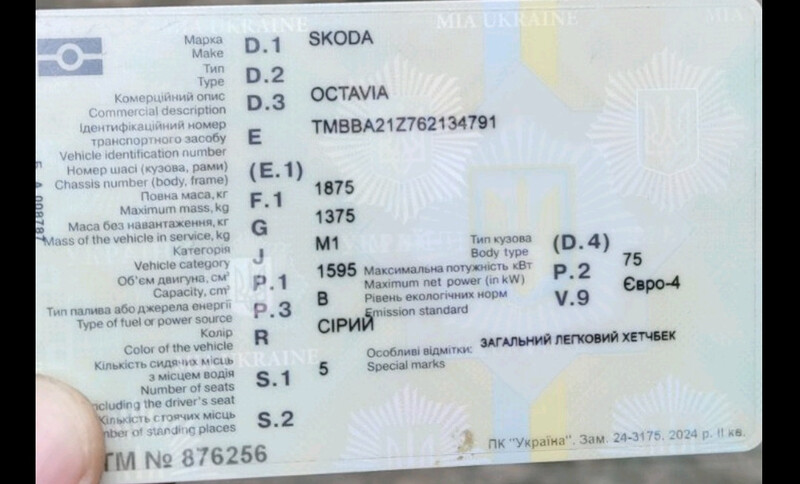 MIA UKRAINE
Марка D.1 SKODA
Make
Тип D.2
Type
Комерційний опис D.3 OCTAVIA
Commercial description
Ідентифікаційний номер
транспортного засобу E TMBBA21Z762134791
Vehicle identification number
Номер шасі (кузова, рами) (E.1)
Chassis number (body, frame)
Повна маса, кг F.1 1875
Maximum mass, kg
Маса без навантаження, кг G 1375
Mass of the vehicle in service, kg
Категорія J M1 Тип кузова (D.4)
Vehicle category Body type
Об'єм двигуна, см³ P.1 1595 Максимальна потужність кВт P.2 75
Capacity, cm³ Maximum net power (in kW)
Тип палива або джерела енергії P.3 B Рівень екологічних норм V.9 Євро-4
Type of fuel or power source Emission standard
Колір R СІРИЙ
Color of the vehicle
Кількість сидячих місць
з місцем водія S.1 5 Особливі відмітки: ЗАГАЛЬНИЙ ЛЕГКОВИЙ ХЕТЧБЕК
Number of seats Special marks
including the driver's seat
Кількість стоячих місць S.2
of standing places
ТМ № 876256
ПК "Україна". Зам. 24-3175. 2024 р. II кв.